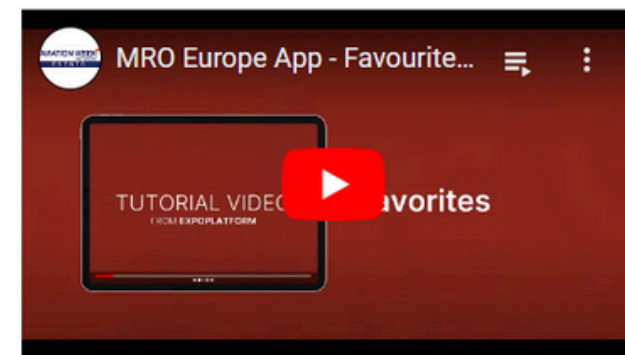 MRO Europe App - Favourite...
TUTORIAL VIDEO
avorites
FROM EXPOPLATFORM